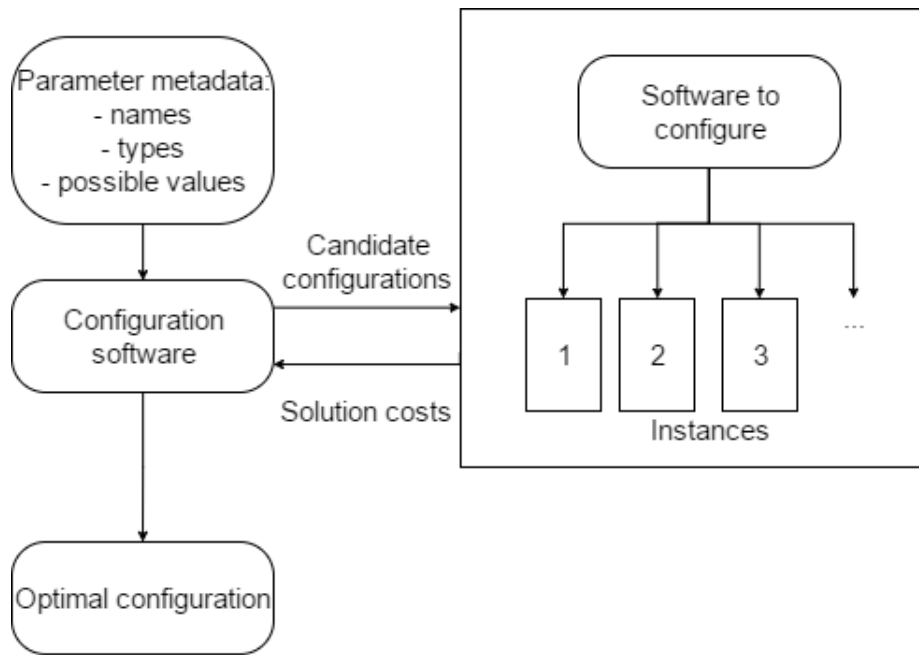 Parameter metadata:
- names
- types
- possible values
Software to
configure
Candidate
configurations
Configuration
software
1
2
3
...
Solution costs
Instances
Optimal configuration